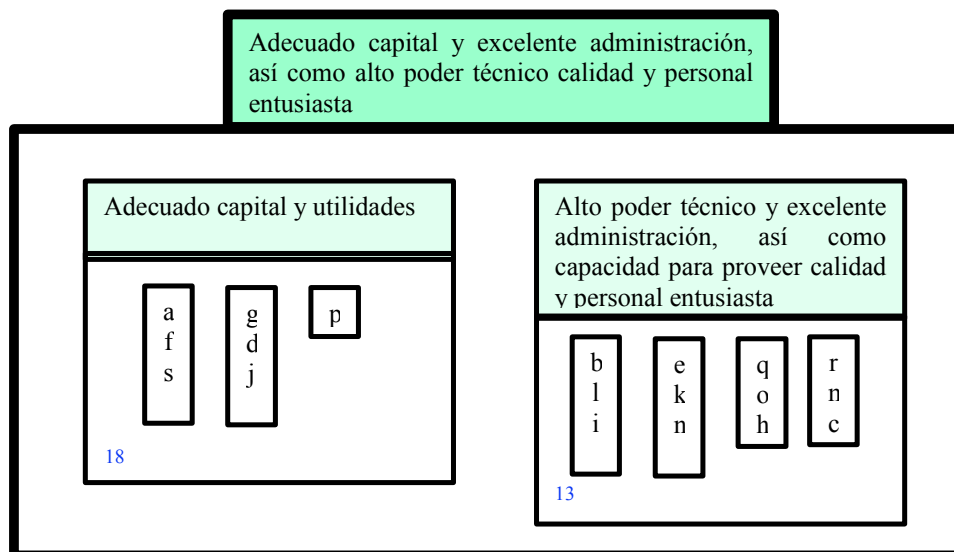 Adecuado capital y excelente administración,
así como alto poder técnico calidad y personal
entusiasta
Adecuado capital y utilidades
a
f
s
g
d
j
p
18
Alto poder técnico y excelente
administración, así como
capacidad para proveer calidad
y personal entusiasta
b
l
i
e
k
n
q
o
h
r
n
c
13